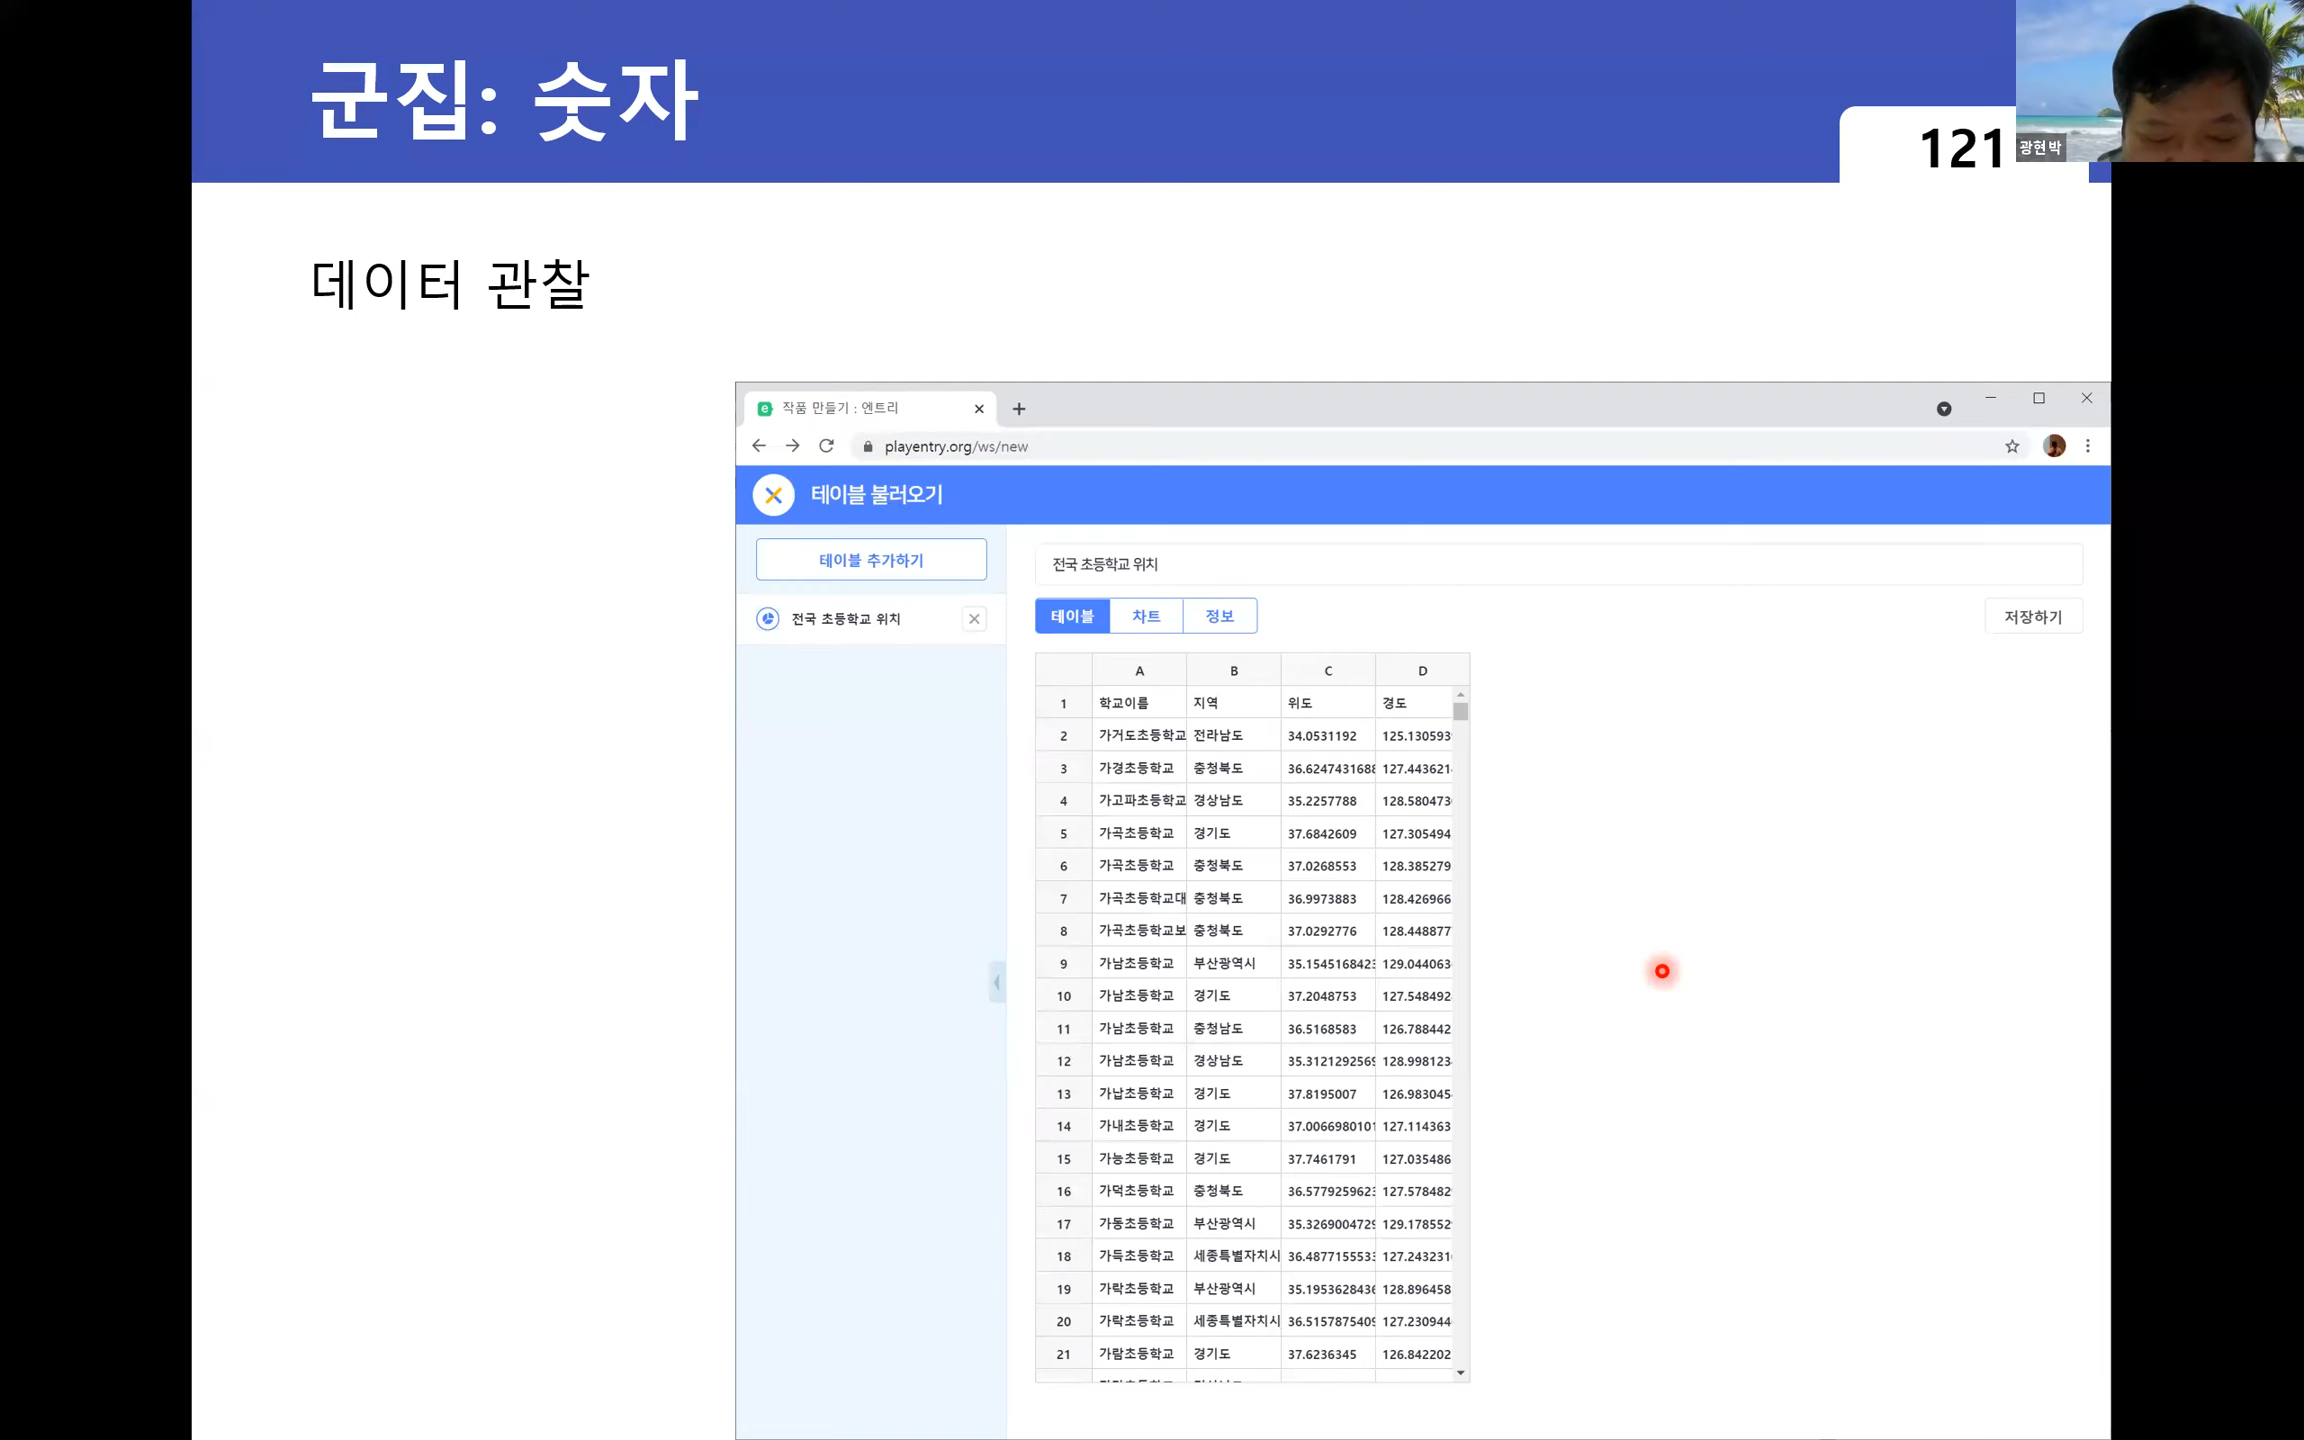 군집: 숫자
121
광현박
데이터 관찰
작품 만들기 : 엔트리
playentry.org/ws/new
테이블 불러오기
테이블 추가하기
전국 초등학교 위치
전국 초등학교 위치
테이블 차트 정보
저장하기
A B C D
1 학교이름 지역 위도 경도
2 가거도초등학교 전라남도 34.0531192 125.130593
3 가경초등학교 충청북도 36.624743168 127.443621
4 가고파초등학교 경상남도 35.2257788 128.580473
5 가곡초등학교 경기도 37.6842609 127.305494
6 가곡초등학교 충청북도 37.0268553 128.385279
7 가곡초등학교대 충청북도 36.9973883 128.426966
8 가곡초등학교보 충청북도 37.0292776 128.448877
9 가남초등학교 부산광역시 35.154516842 129.044063
10 가남초등학교 경기도 37.2048753 127.548492
11 가남초등학교 충청남도 36.5168583 126.788442
12 가남초등학교 경상남도 35.312129256 128.998123
13 가납초등학교 경기도 37.8195007 126.983045
14 가내초등학교 경기도 37.006698010 127.114363
15 가능초등학교 경기도 37.7461791 127.035486
16 가덕초등학교 충청북도 36.577925962 127.578482
17 가동초등학교 부산광역시 35.326900472 129.178552
18 가득초등학교 세종특별자치시 36.487715553 127.243231
19 가락초등학교 부산광역시 35.195362843 128.896458
20 가락초등학교 세종특별자치시 36.515787540 127.230944
21 가람초등학교 경기도 37.6236345 126.842202